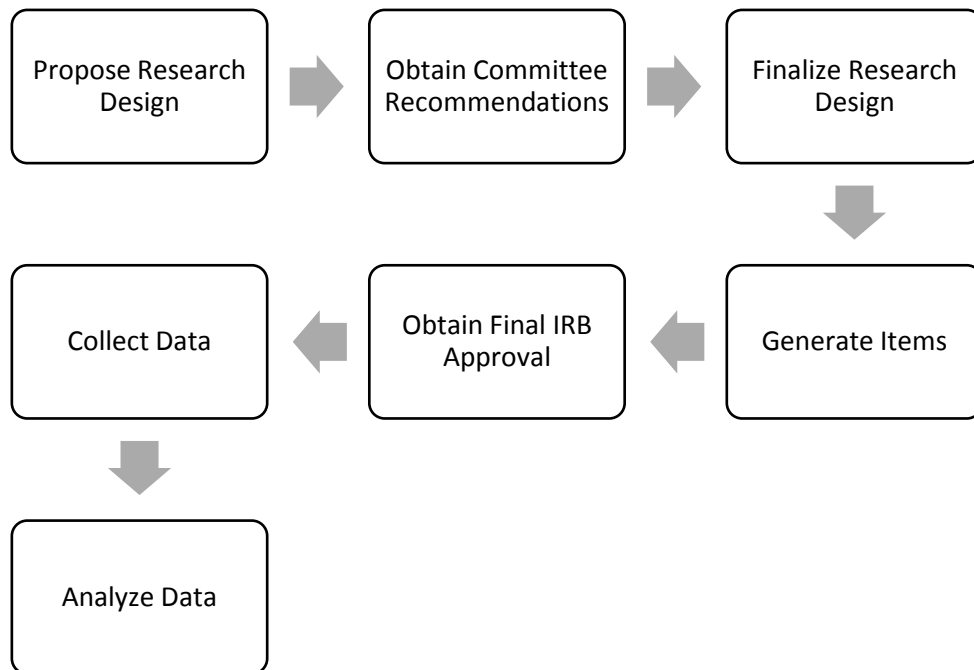 Propose Research
Design
Obtain Committee
Recommendations
Finalize Research
Design
Generate Items
Obtain Final IRB
Approval
Collect Data
Analyze Data